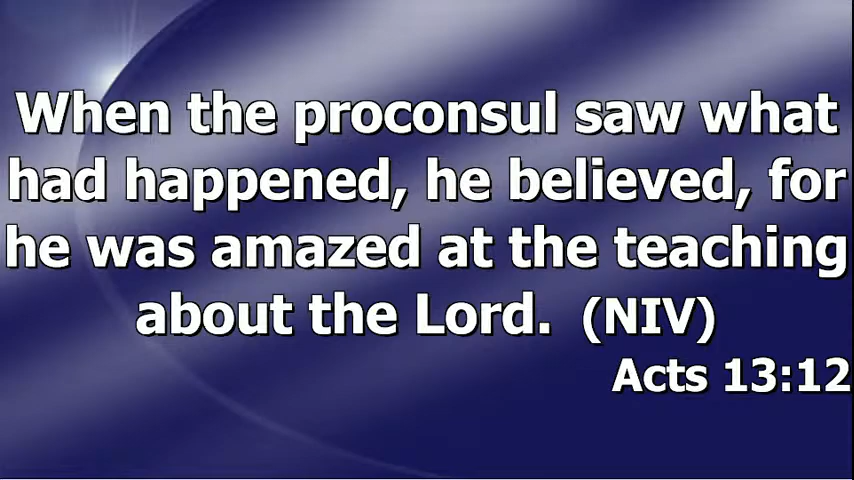 When the proconsul saw what
had happened, he believed, for
he was amazed at the teaching
about the Lord. (NIV)
Acts 13:12